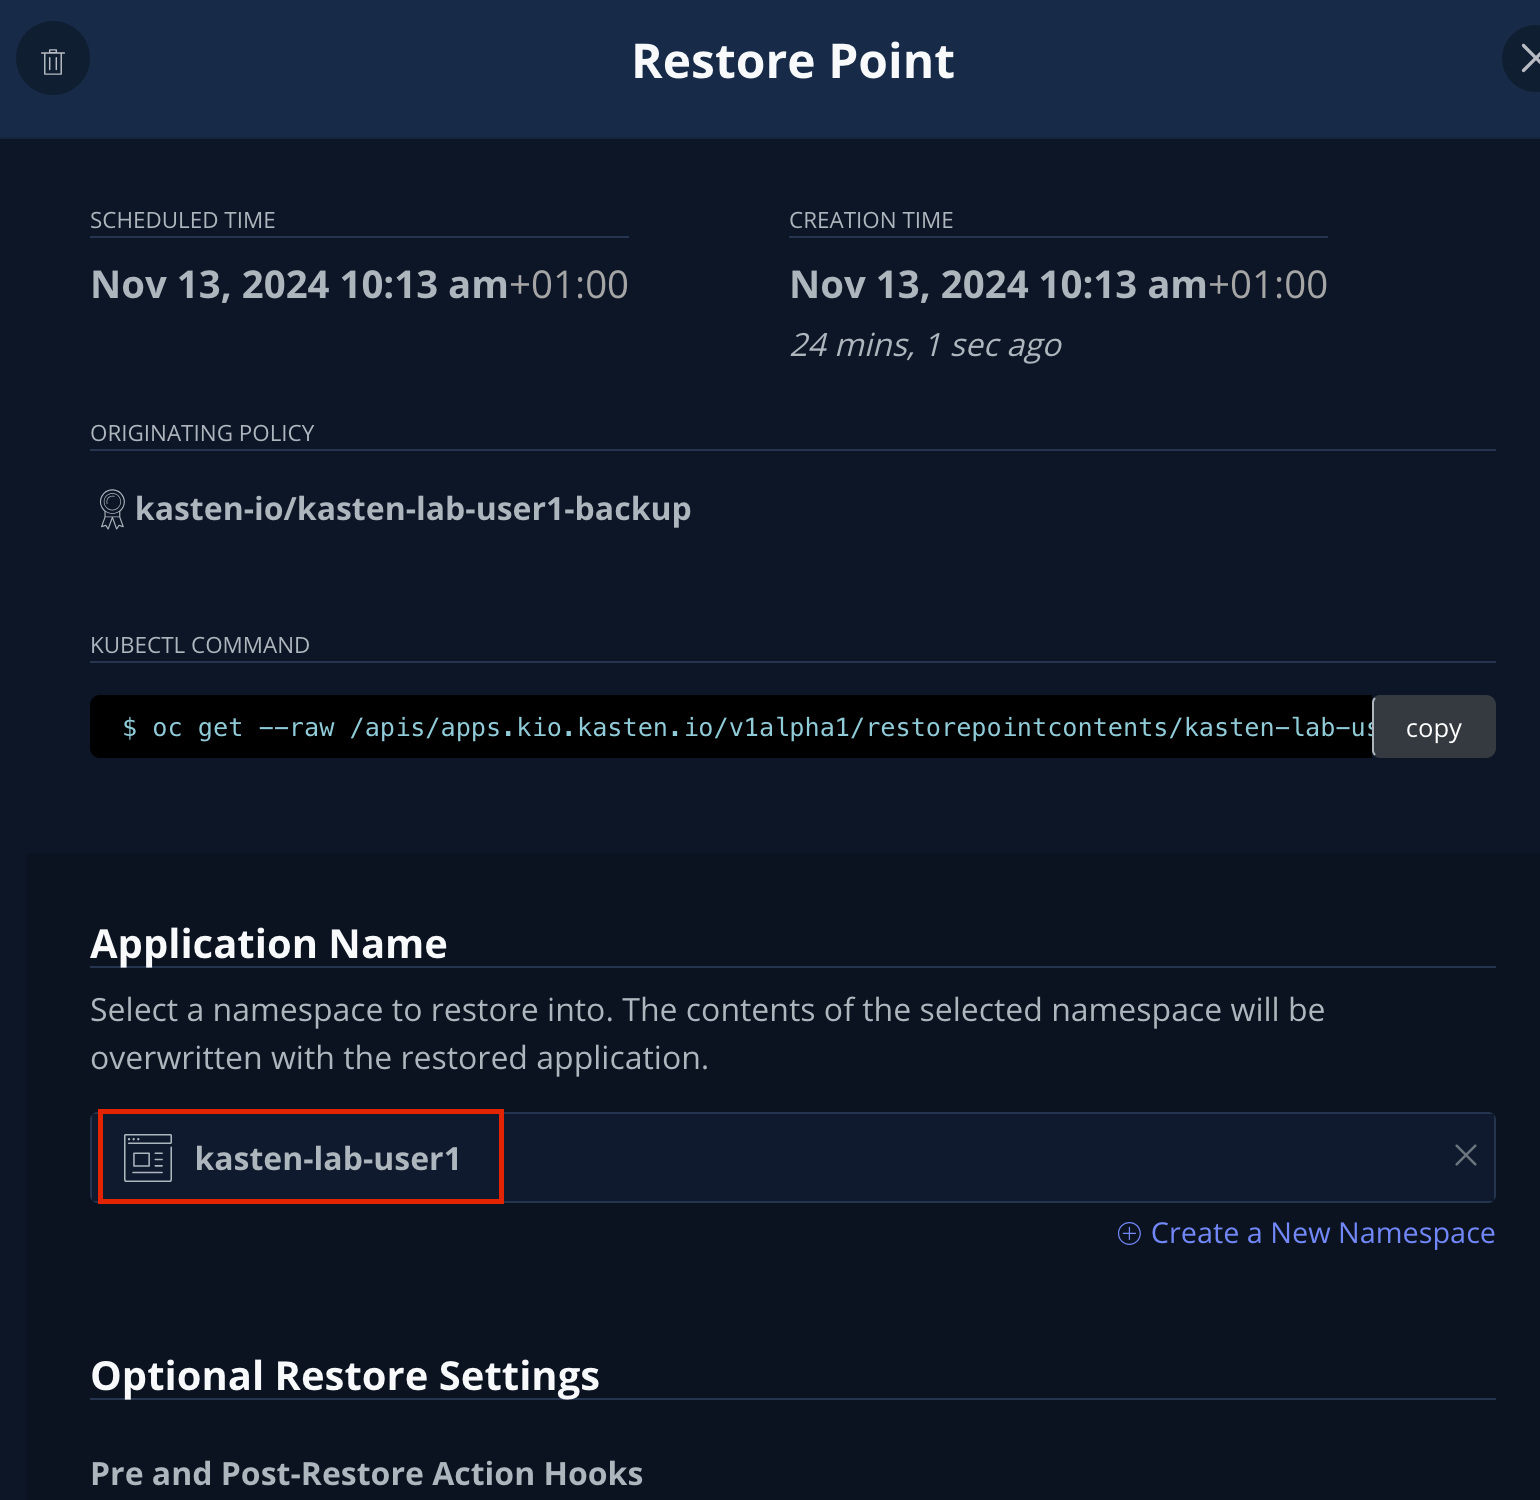 Restore Point
SCHEDULED TIME
Nov 13, 2024 10:13 am+01:00
CREATION TIME
Nov 13, 2024 10:13 am+01:00
24 mins, 1 sec ago
ORIGINATING POLICY
kasten-io/kasten-lab-user1-backup
KUBECTL COMMAND
$ oc get --raw /apis/apps.kio.kasten.io/v1alpha1/restorepointcontents/kasten-lab-us
copy
Application Name
Select a namespace to restore into. The contents of the selected namespace will be
overwritten with the restored application.
kasten-lab-user1
Create a New Namespace
Optional Restore Settings
Pre and Post-Restore Action Hooks